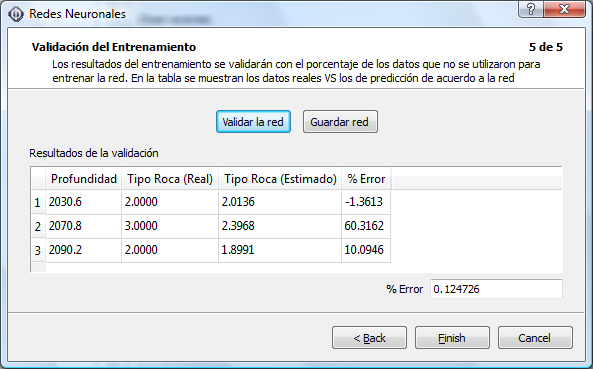 Redes Neuronales
Validación del Entrenamiento 5 de 5
Los resultados del entrenamiento se validarán con el porcentaje de los datos que no se utilizaron para
entrenar la red. En la tabla se muestran los datos reales VS los de predicción de acuerdo a la red
Validar la red Guardar red
Resultados de la validación
Profundidad Tipo Roca (Real) Tipo Roca (Estimado) % Error
1 2030.6 2.0000 2.0136 -1.3613
2 2070.8 3.0000 2.3968 60.3162
3 2090.2 2.0000 1.8991 10.0946
% Error 0.124726
< Back Finish Cancel